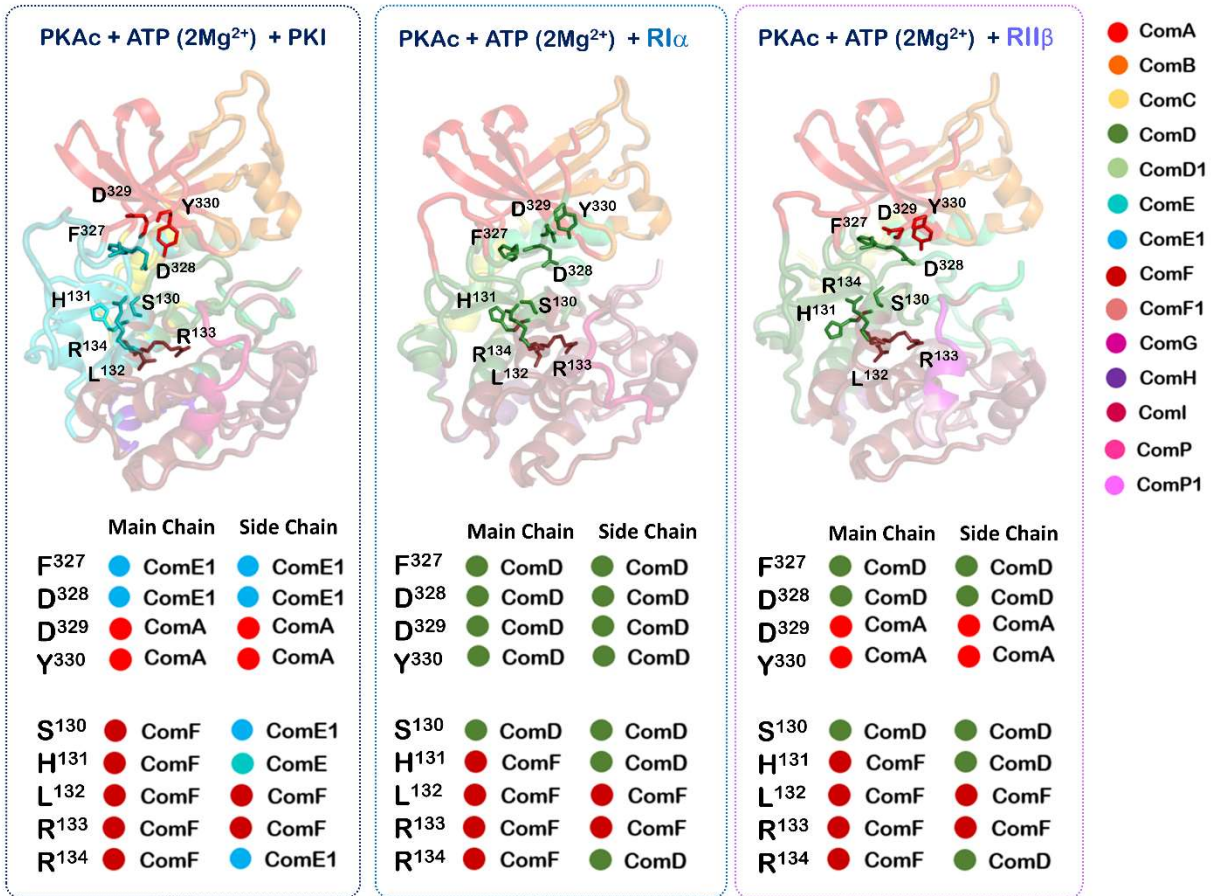 PKAc + ATP (2Mg²⁺) + PKI
D³²⁹
Y³³⁰
F³²⁷
D³²⁸
H¹³¹
S¹³⁰
R¹³³
R¹³⁴
L¹³²
Main Chain Side Chain
F³²⁷ ComE1 ComE1
D³²⁸ ComE1 ComE1
D³²⁹ ComA ComA
Y³³⁰ ComA ComA
S¹³⁰ ComF ComE1
H¹³¹ ComF ComE
L¹³² ComF ComF
R¹³³ ComF ComF
R¹³⁴ ComF ComE1
PKAc + ATP (2Mg²⁺) + RIα
D³²⁹ Y³³⁰
F³²⁷
D³²⁸
H¹³¹ S¹³⁰
R¹³⁴
L¹³² R¹³³
Main Chain Side Chain
F³²⁷ ComD ComD
D³²⁸ ComD ComD
D³²⁹ ComD ComD
Y³³⁰ ComD ComD
S¹³⁰ ComD ComD
H¹³¹ ComF ComD
L¹³² ComF ComF
R¹³³ ComF ComF
R¹³⁴ ComF ComD
PKAc + ATP (2Mg²⁺) + RIIβ
D³²⁹ Y³³⁰
F³²⁷
D³²⁸
R¹³⁴
H¹³¹ S¹³⁰
R¹³³
L¹³²
Main Chain Side Chain
F³²⁷ ComD ComD
D³²⁸ ComD ComD
D³²⁹ ComA ComA
Y³³⁰ ComA ComA
S¹³⁰ ComD ComD
H¹³¹ ComF ComD
L¹³² ComF ComF
R¹³³ ComF ComF
R¹³⁴ ComF ComD
ComA
ComB
ComC
ComD
ComD1
ComE
ComE1
ComF
ComF1
ComG
ComH
ComI
ComP
ComP1